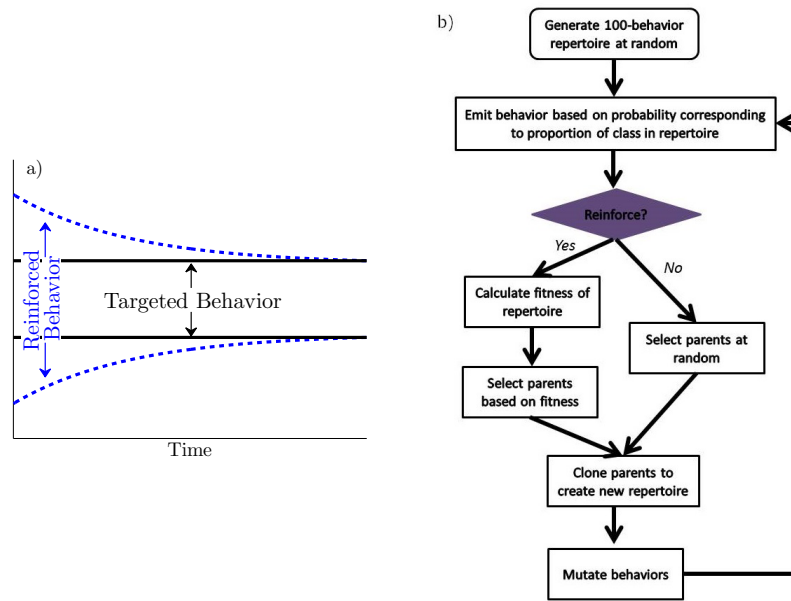 a)
Reinforced
Behavior
Targeted Behavior
Time
b)
Generate 100-behavior
repertoire at random
Emit behavior based on probability corresponding
to proportion of class in repertoire
Reinforce?
Yes
No
Calculate fitness of
repertoire
Select parents at
random
Select parents
based on fitness
Clone parents to
create new repertoire
Mutate behaviors